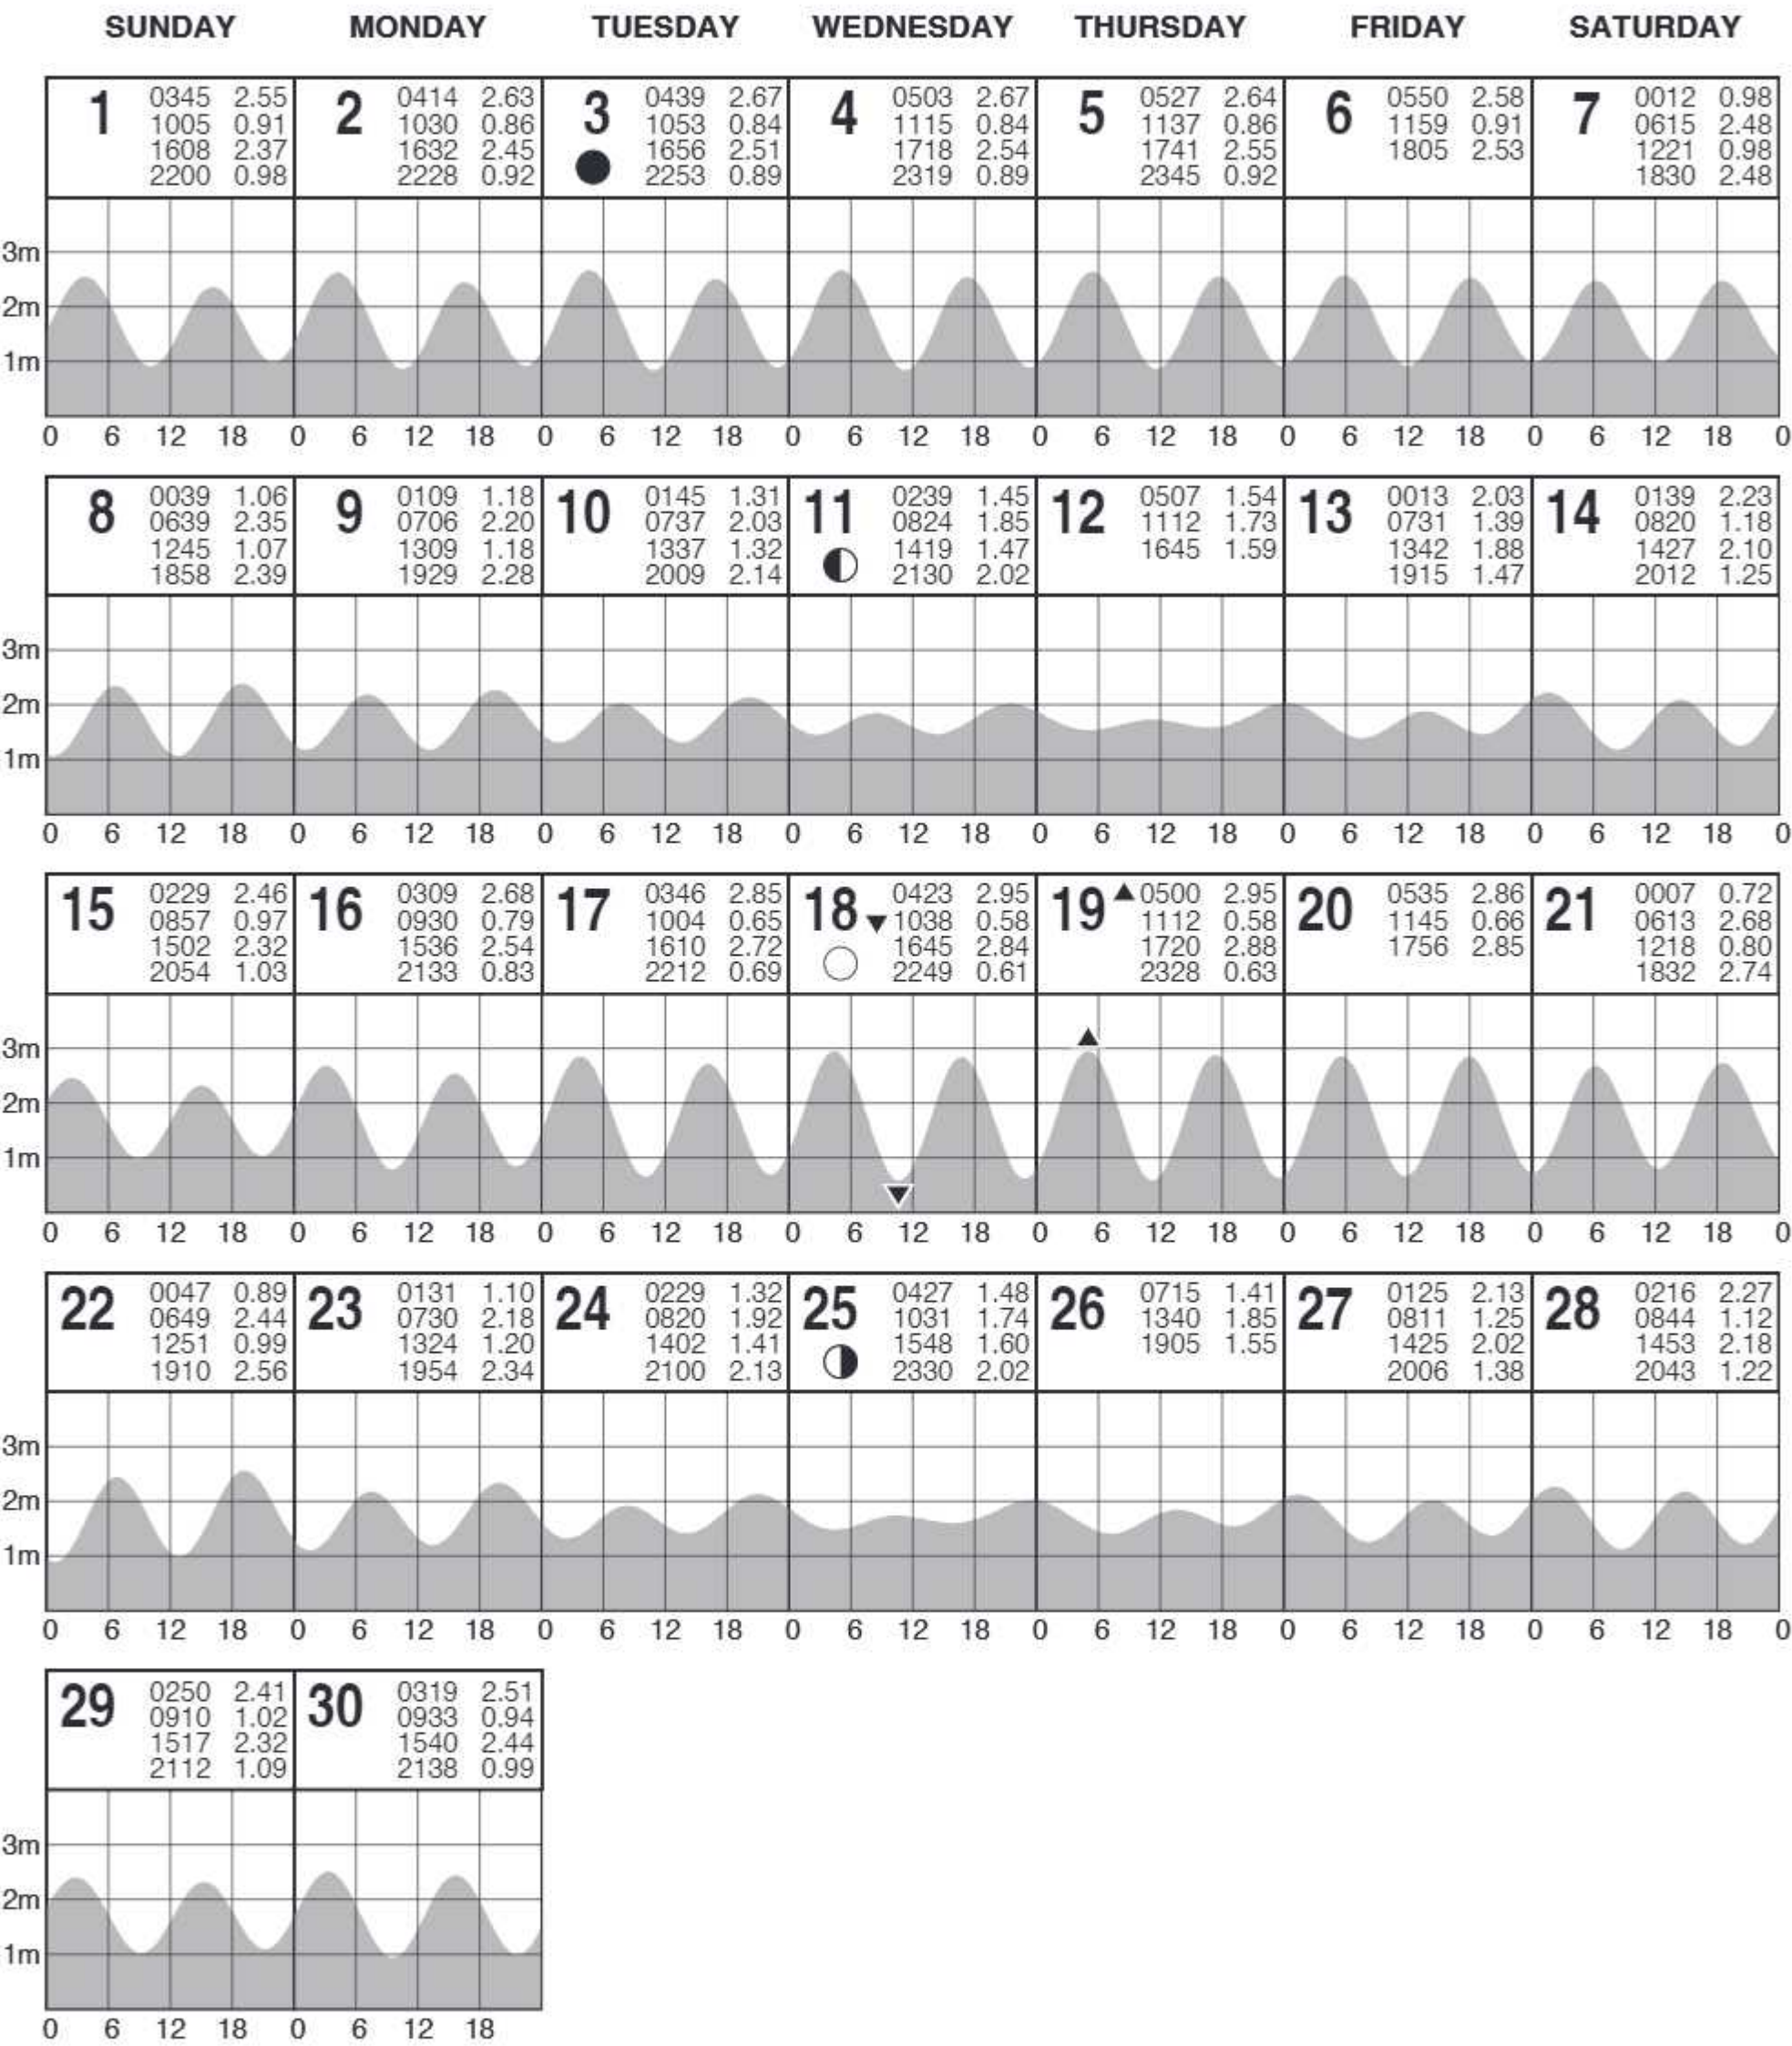 SUNDAY MONDAY TUESDAY WEDNESDAY THURSDAY FRIDAY SATURDAY
1 0345 2.55
1005 0.91
1608 2.37
2200 0.98
2 0414 2.63
1030 0.86
1632 2.45
2228 0.92
3 0439 2.67
1053 0.84
1656 2.51
2253 0.89
4 0503 2.67
1115 0.84
1718 2.54
2319 0.89
5 0527 2.64
1137 0.86
1741 2.55
2345 0.92
6 0550 2.58
1159 0.91
1805 2.53
7 0012 0.98
0615 2.48
1221 0.98
1830 2.48
3m
2m
1m
0 6 12 18 0 6 12 18 0 6 12 18 0 6 12 18 0 6 12 18 0 6 12 18 0 6 12 18 0
8 0039 1.06
0639 2.35
1245 1.07
1858 2.39
9 0109 1.18
0706 2.20
1309 1.18
1929 2.28
10 0145 1.31
0737 2.03
1337 1.32
2009 2.14
11 0239 1.45
0824 1.85
1419 1.47
2130 2.02
12 0507 1.54
1112 1.73
1645 1.59
13 0013 2.03
0731 1.39
1342 1.88
1915 1.47
14 0139 2.23
0820 1.18
1427 2.10
2012 1.25
3m
2m
1m
0 6 12 18 0 6 12 18 0 6 12 18 0 6 12 18 0 6 12 18 0 6 12 18 0 6 12 18 0
15 0229 2.46
0857 0.97
1502 2.32
2054 1.03
16 0309 2.68
0930 0.79
1536 2.54
2133 0.83
17 0346 2.85
1004 0.65
1610 2.72
2212 0.69
18 0423 2.95
▼1038 0.58
1645 2.84
2249 0.61
19 ▲0500 2.95
1112 0.58
1720 2.88
2328 0.63
20 0535 2.86
1145 0.66
1756 2.85
21 0007 0.72
0613 2.68
1218 0.80
1832 2.74
3m
2m
1m
0 6 12 18 0 6 12 18 0 6 12 18 0 6 12 18 0 6 12 18 0 6 12 18 0 6 12 18 0
22 0047 0.89
0649 2.44
1251 0.99
1910 2.56
23 0131 1.10
0730 2.18
1324 1.20
1954 2.34
24 0229 1.32
0820 1.92
1402 1.41
2100 2.13
25 0427 1.48
1031 1.74
1548 1.60
2330 2.02
26 0715 1.41
1340 1.85
1905 1.55
27 0125 2.13
0811 1.25
1425 2.02
2006 1.38
28 0216 2.27
0844 1.12
1453 2.18
2043 1.22
3m
2m
1m
0 6 12 18 0 6 12 18 0 6 12 18 0 6 12 18 0 6 12 18 0 6 12 18 0 6 12 18 0
29 0250 2.41
0910 1.02
1517 2.32
2112 1.09
30 0319 2.51
0933 0.94
1540 2.44
2138 0.99
3m
2m
1m
0 6 12 18 0 6 12 18